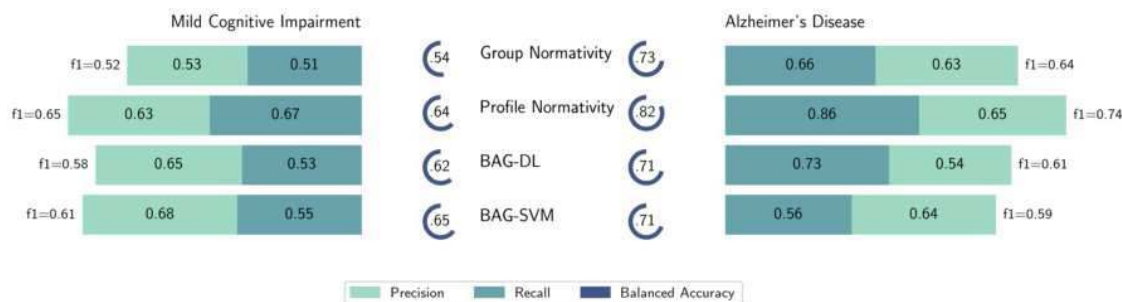 Mild Cognitive Impairment Alzheimer's Disease
f1=0.52 0.53 0.51 .54 Group Normativity .73 0.66 0.63 f1=0.64
f1=0.65 0.63 0.67 .64 Profile Normativity .82 0.86 0.65 f1=0.74
f1=0.58 0.65 0.53 .62 BAG-DL .71 0.73 0.54 f1=0.61
f1=0.61 0.68 0.55 .65 BAG-SVM .71 0.56 0.64 f1=0.59
Precision Recall Balanced Accuracy